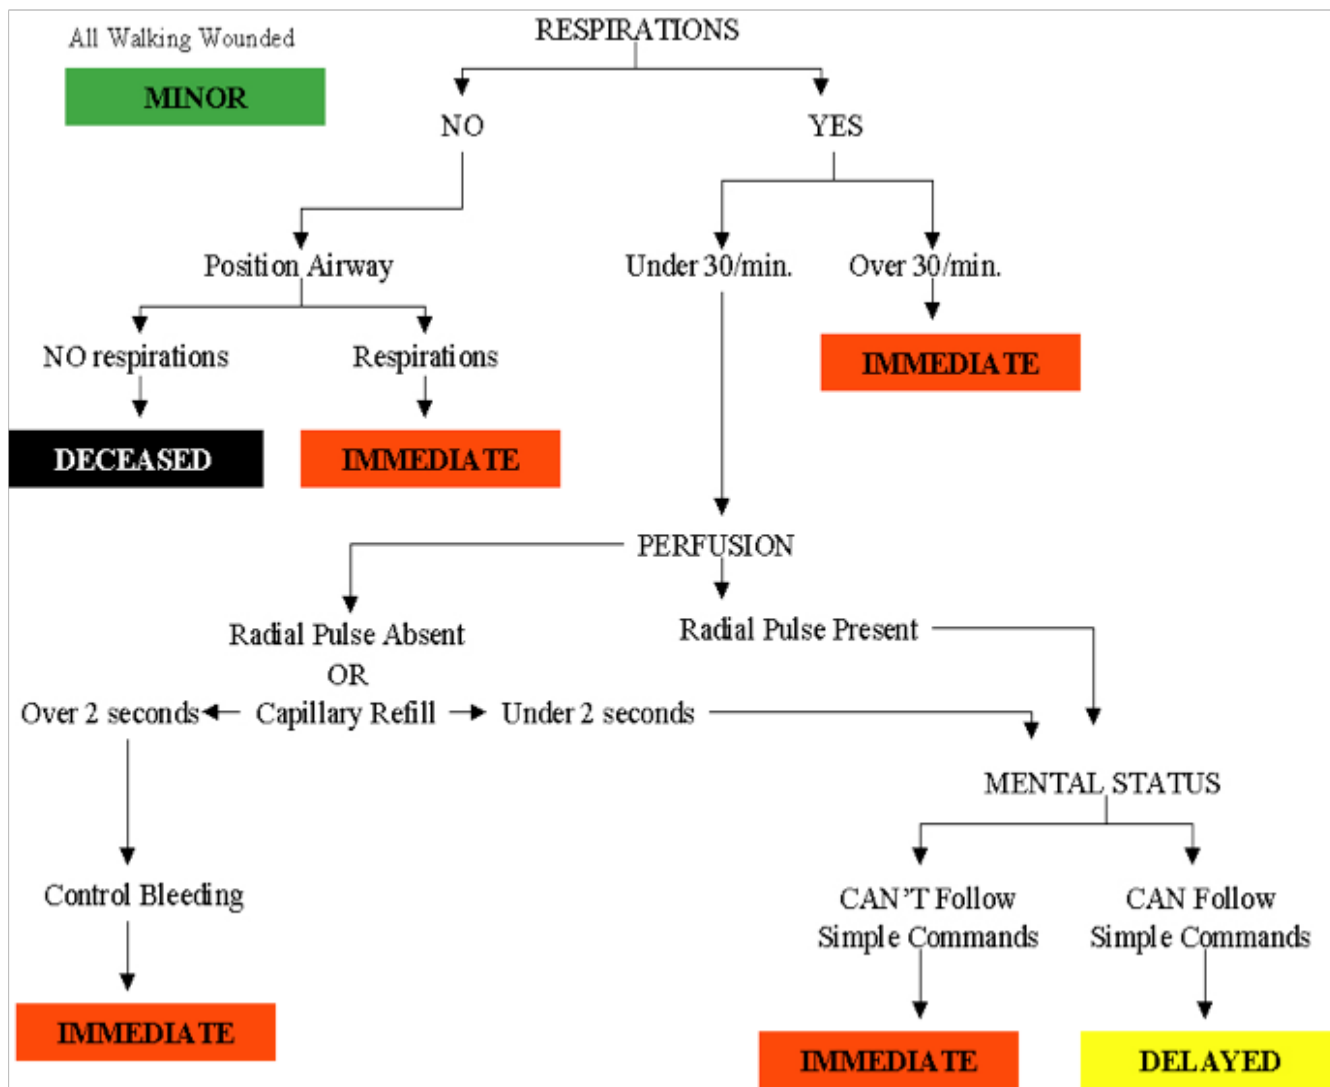 All Walking Wounded
MINOR
RESPIRATIONS
NO
YES
Position Airway
Under 30/min.
Over 30/min.
NO respirations
Respirations
IMMEDIATE
DECEASED
IMMEDIATE
PERFUSION
Radial Pulse Absent
Radial Pulse Present
OR
Over 2 seconds
Capillary Refill
Under 2 seconds
MENTAL STATUS
Control Bleeding
CAN'T Follow
Simple Commands
CAN Follow
Simple Commands
IMMEDIATE
IMMEDIATE
DELAYED